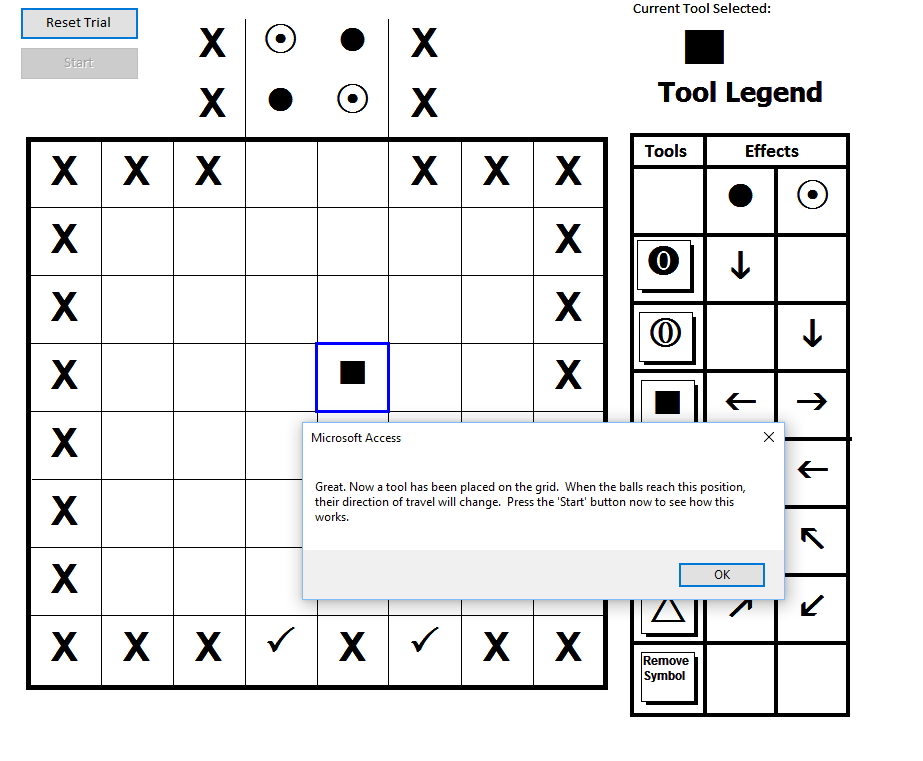 Reset Trial
Start
Current Tool Selected:
Tool Legend
X X
X X
Tools Effects
X X X X X X
X X
X X
X X
X
X
X
X X X ✓ X ✓ X X
0
0
Microsoft Access
Great. Now a tool has been placed on the grid. When the balls reach this position,
their direction of travel will change. Press the 'Start' button now to see how this
works.
OK
Remove
Symbol